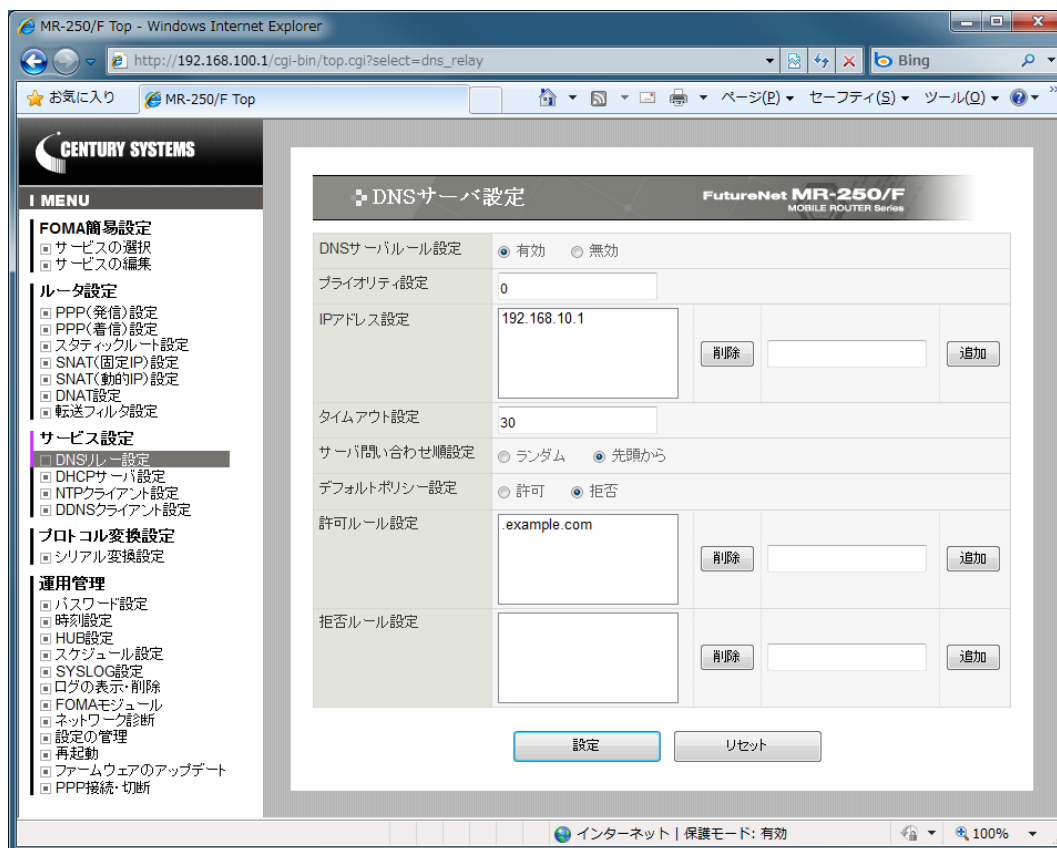 MR-250/F Top - Windows Internet Explorer
http://192.168.100.1/cgi-bin/top.cgi?select=dns_relay
Bing
お気に入り
MR-250/F Top
ページ(P)
セーフティ(S)
ツール(O)
CENTURY SYSTEMS
MENU
FOMA簡易設定
サービスの選択
サービスの編集
ルータ設定
PPP(発信)設定
PPP(着信)設定
スタティックルート設定
SNAT(固定IP)設定
SNAT(動的IP)設定
DNAT設定
転送フィルタ設定
サービス設定
DNSリレー設定
DHCPサーバ設定
NTPクライアント設定
DDNSクライアント設定
プロトコル変換設定
シリアル変換設定
運用管理
パスワード設定
時刻設定
HUB設定
スケジュール設定
SYSLOG設定
ログの表示・削除
FOMAモジュール
ネットワーク診断
設定の管理
再起動
ファームウェアのアップデート
PPP接続・切断
DNSサーバ設定
FutureNet MR-250/F
MOBILE ROUTER Series
DNSサーバルール設定 有効 無効
プライオリティ設定 0
IPアドレス設定 192.168.10.1 削除 追加
タイムアウト設定 30
サーバ問い合わせ順設定 ランダム 先頭から
デフォルトポリシー設定 許可 拒否
許可ルール設定 .example.com 削除 追加
拒否ルール設定 削除 追加
設定 リセット
インターネット | 保護モード: 有効
100%